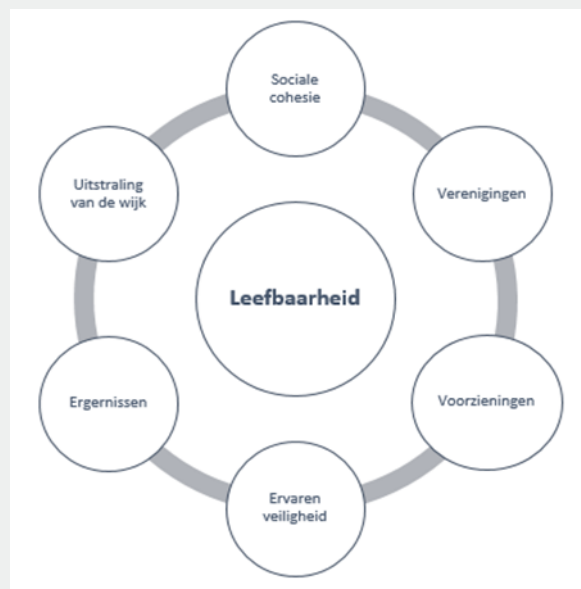 Sociale
cohesie
Uitstraling
van de wijk
Verenigingen
Leefbaarheid
Ergernissen
Voorzieningen
Ervaren
veiligheid